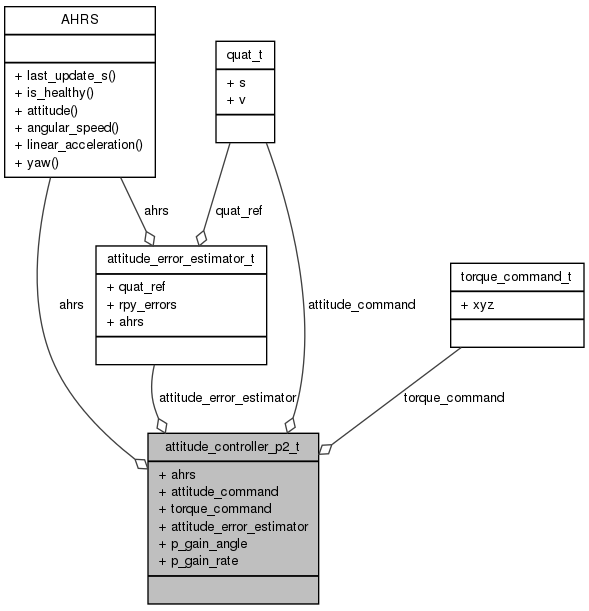 AHRS
+ last_update_s()
+ is_healthy()
+ attitude()
+ angular_speed()
+ linear_acceleration()
+ yaw()
quat_t
+ s
+ v
ahrs
quat_ref
attitude_error_estimator_t
+ quat_ref
+ rpy_errors
+ ahrs
torque_command_t
+ xyz
ahrs
attitude_command
attitude_error_estimator
torque_command
attitude_controller_p2_t
+ ahrs
+ attitude_command
+ torque_command
+ attitude_error_estimator
+ p_gain_angle
+ p_gain_rate